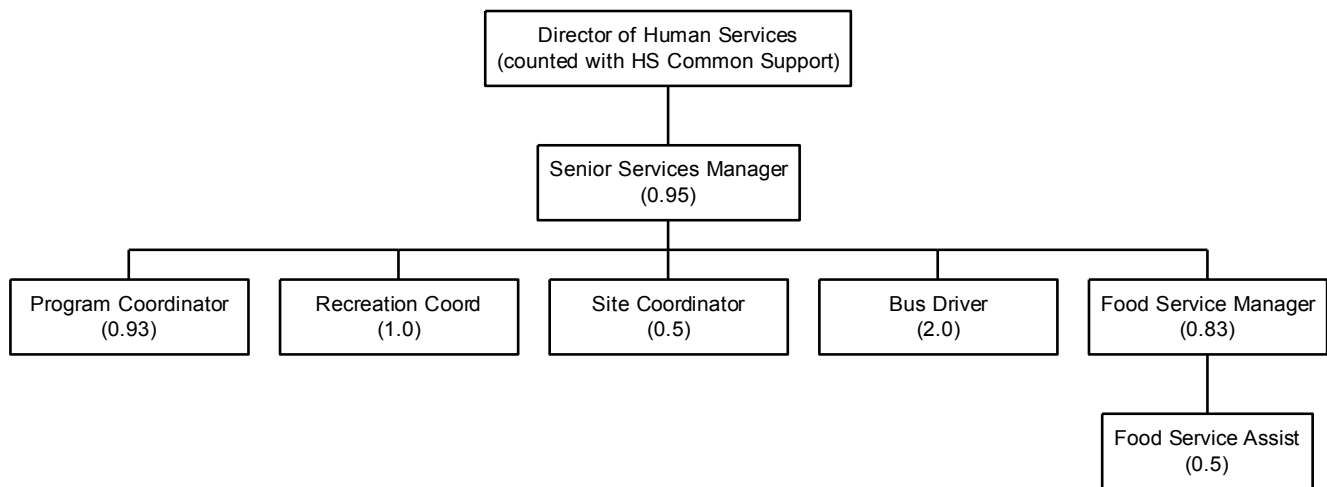 Director of Human Services
(counted with HS Common Support)
Senior Services Manager
(0.95)
Program Coordinator
(0.93)
Recreation Coord
(1.0)
Site Coordinator
(0.5)
Bus Driver
(2.0)
Food Service Manager
(0.83)
Food Service Assist
(0.5)